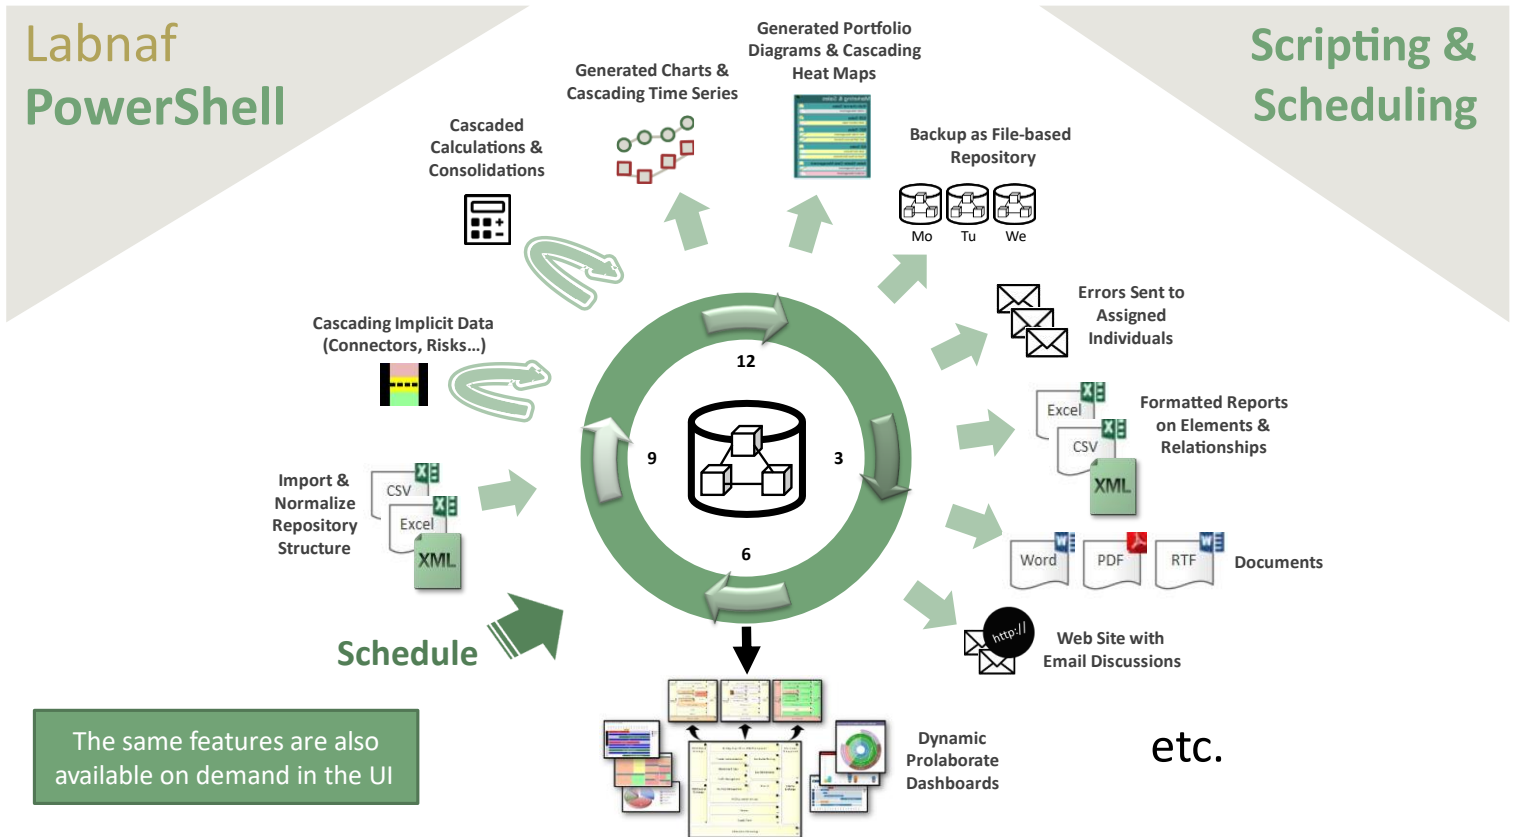 Labnaf
PowerShell
Scripting &
Scheduling
Generated Portfolio
Diagrams & Cascading
Heat Maps
Generated Charts &
Cascading Time Series
Cascaded
Calculations &
Consolidations
Backup as File-based
Repository
Mo Tu We
Errors Sent to
Assigned
Individuals
Cascading Implicit Data
(Connectors, Risks...)
12
3
6
9
Excel
CSV
XML
Formatted Reports
on Elements &
Relationships
Import &
Normalize
Repository
Structure
CSV
Excel
XML
Word
PDF
RTF
Documents
http://
Web Site with
Email Discussions
Schedule
Dynamic
Prolaborate
Dashboards
etc.
The same features are also
available on demand in the UI